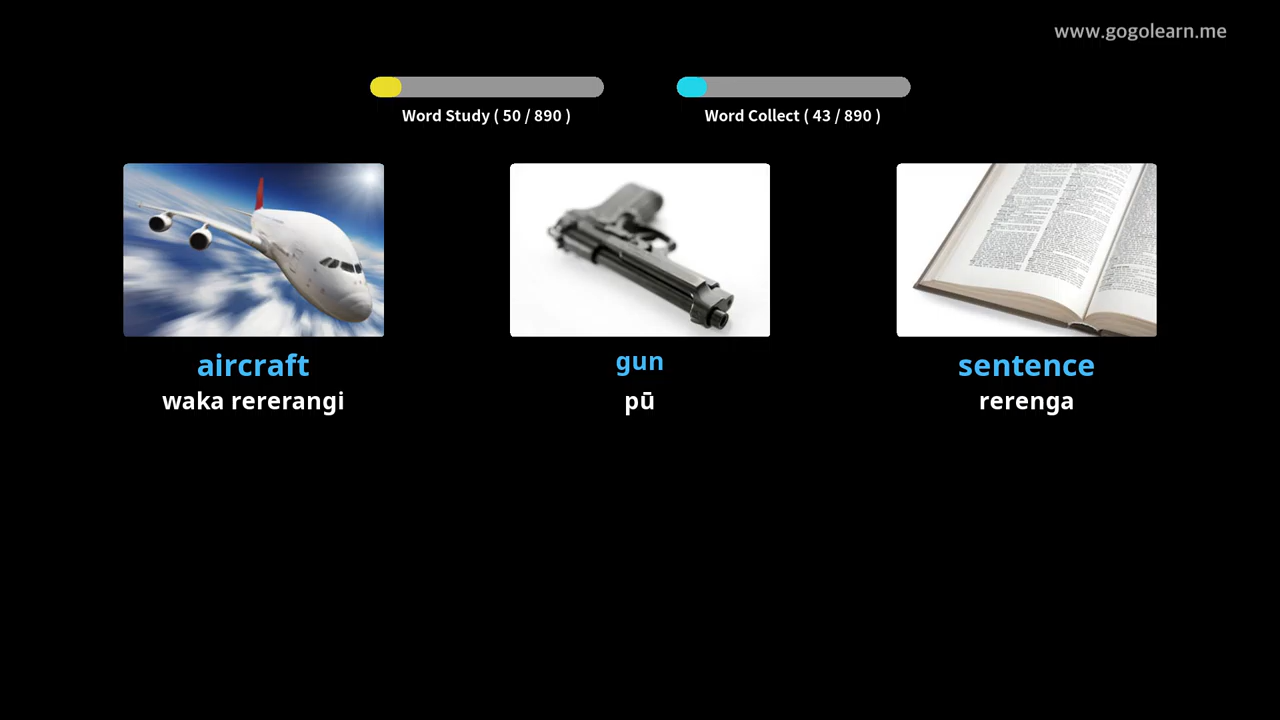 www.gogolearn.me
Word Study ( 50 / 890 )
Word Collect ( 43 / 890 )
aircraft
waka rererangi
gun
pū
sentence
rerenga